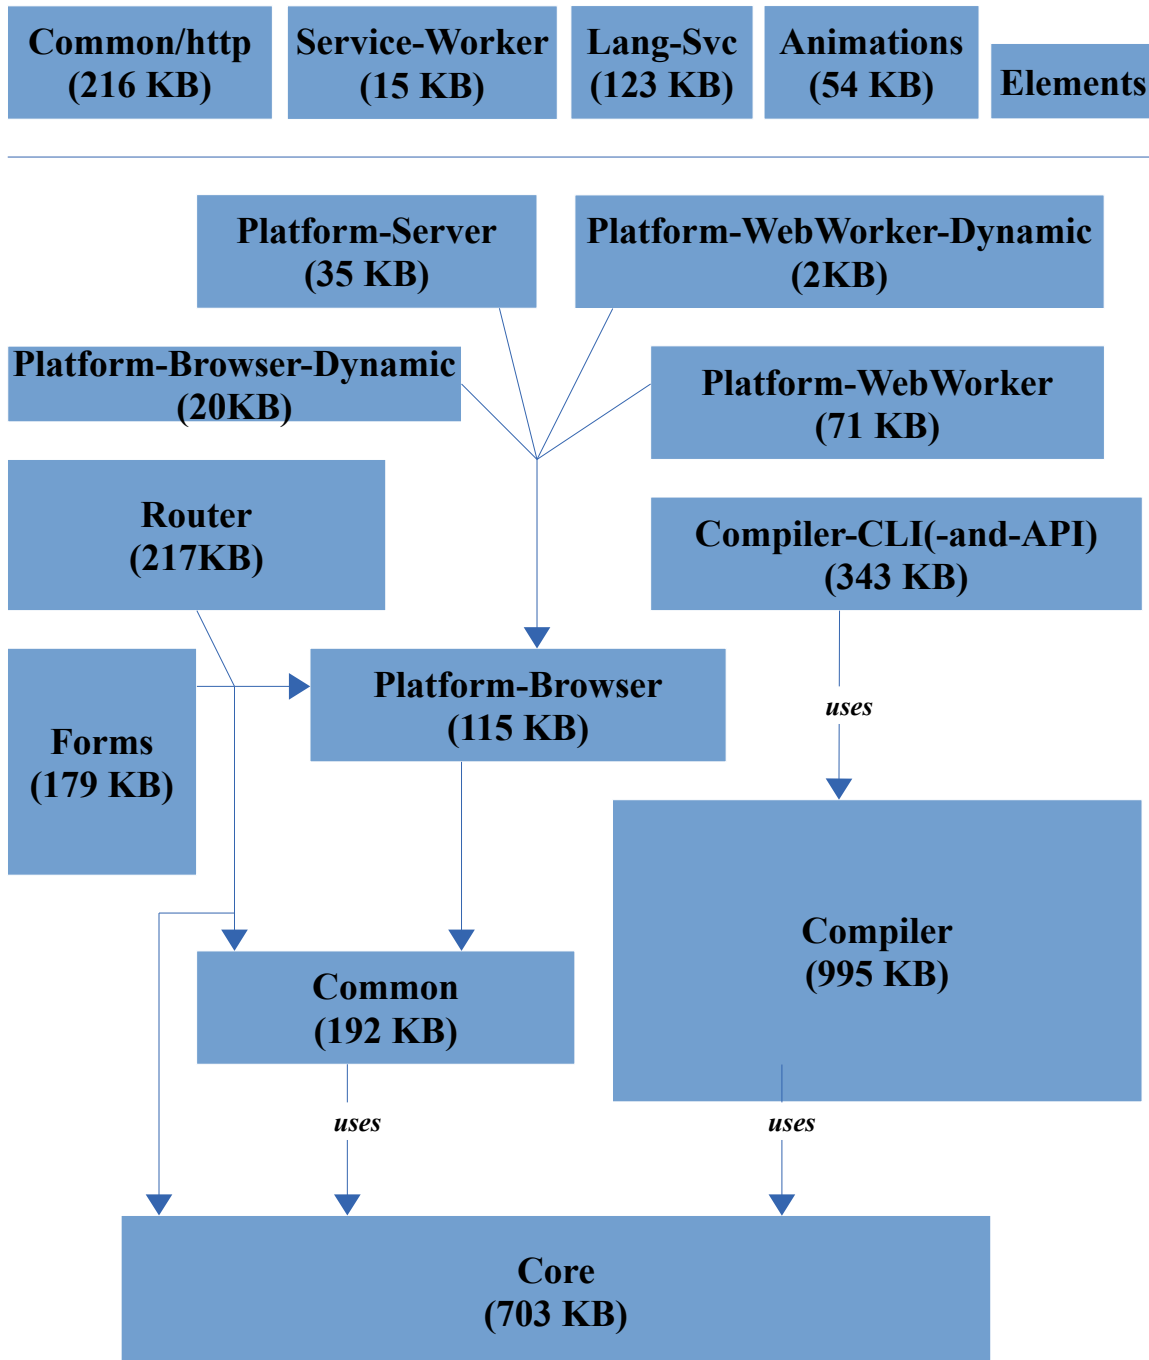 Common/http
(216 KB)
Service-Worker
(15 KB)
Lang-Svc
(123 KB)
Animations
(54 KB)
Elements
Platform-Server
(35 KB)
Platform-WebWorker-Dynamic
(2KB)
Platform-Browser-Dynamic
(20KB)
Platform-WebWorker
(71 KB)
Router
(217KB)
Compiler-CLI(-and-API)
(343 KB)
Platform-Browser
(115 KB)
uses
Forms
(179 KB)
Compiler
(995 KB)
Common
(192 KB)
uses
uses
Core
(703 KB)